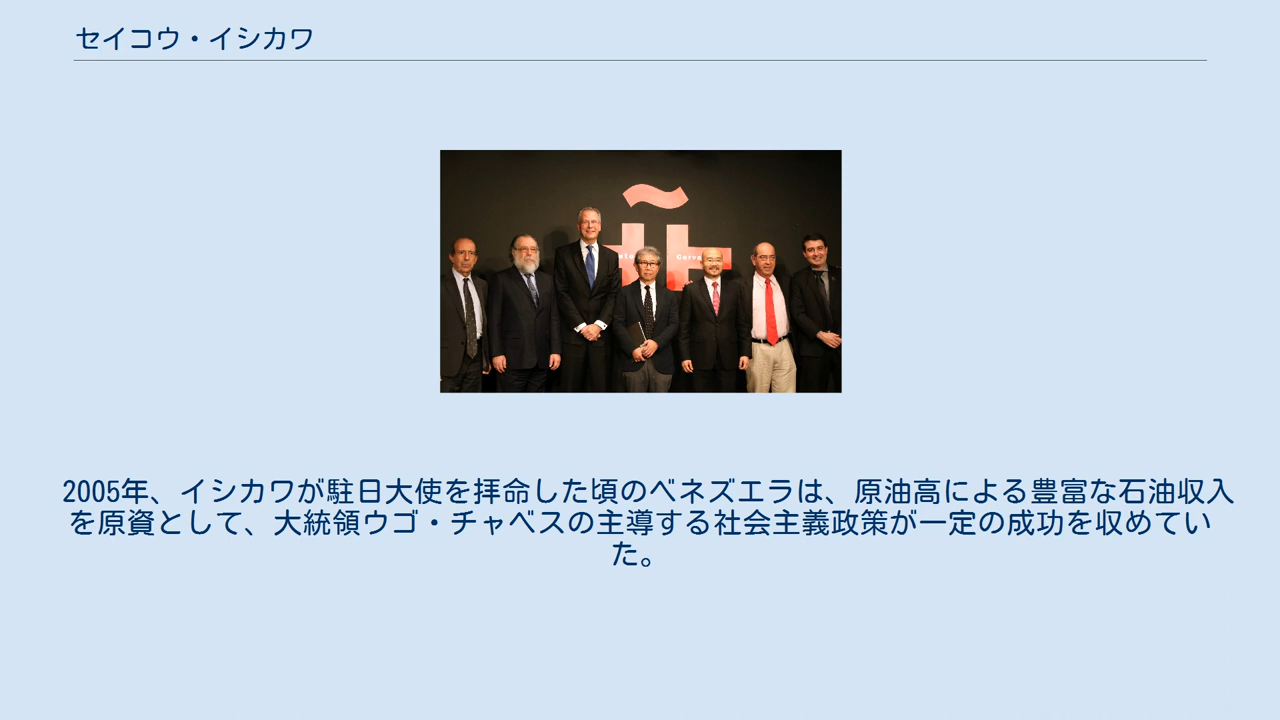 セイコウ・イシカワ
2005年、イシカワが駐日大使を拝命した頃のベネズエラは、原油高による豊富な石油収入
を原資として、大統領ウゴ・チャベスの主導する社会主義政策が一定の成功を収めてい
た。